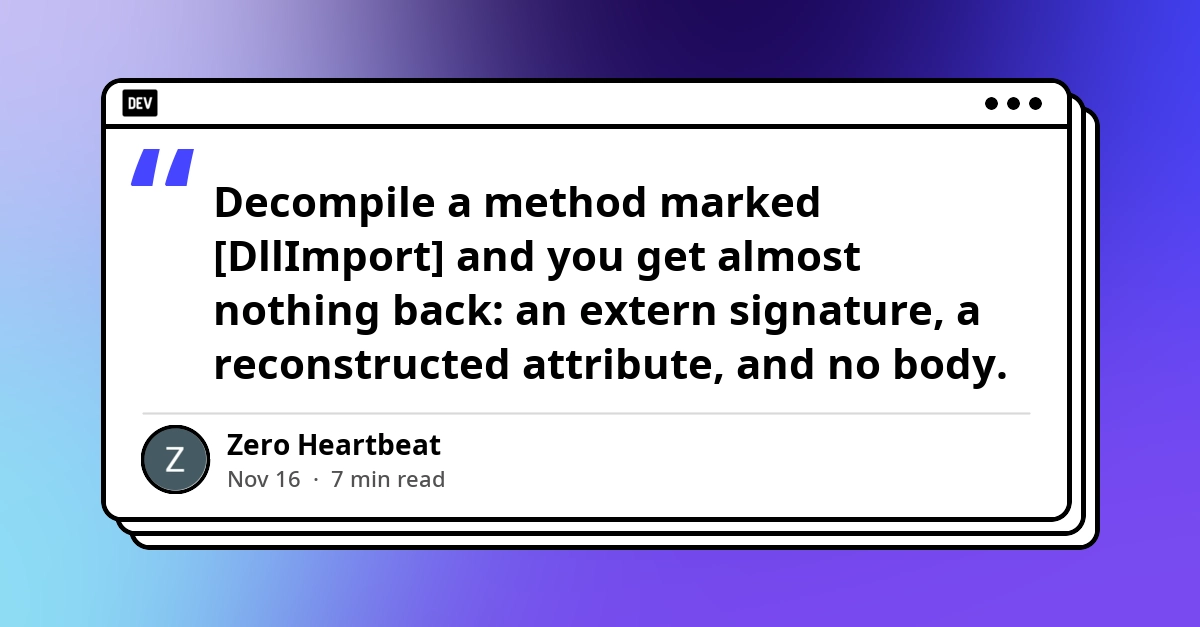 DEV
“
Decompile a method marked
[DllImport] and you get almost
nothing back: an extern signature, a
reconstructed attribute, and no body.
Z
Zero Heartbeat
Nov 16 · 7 min read